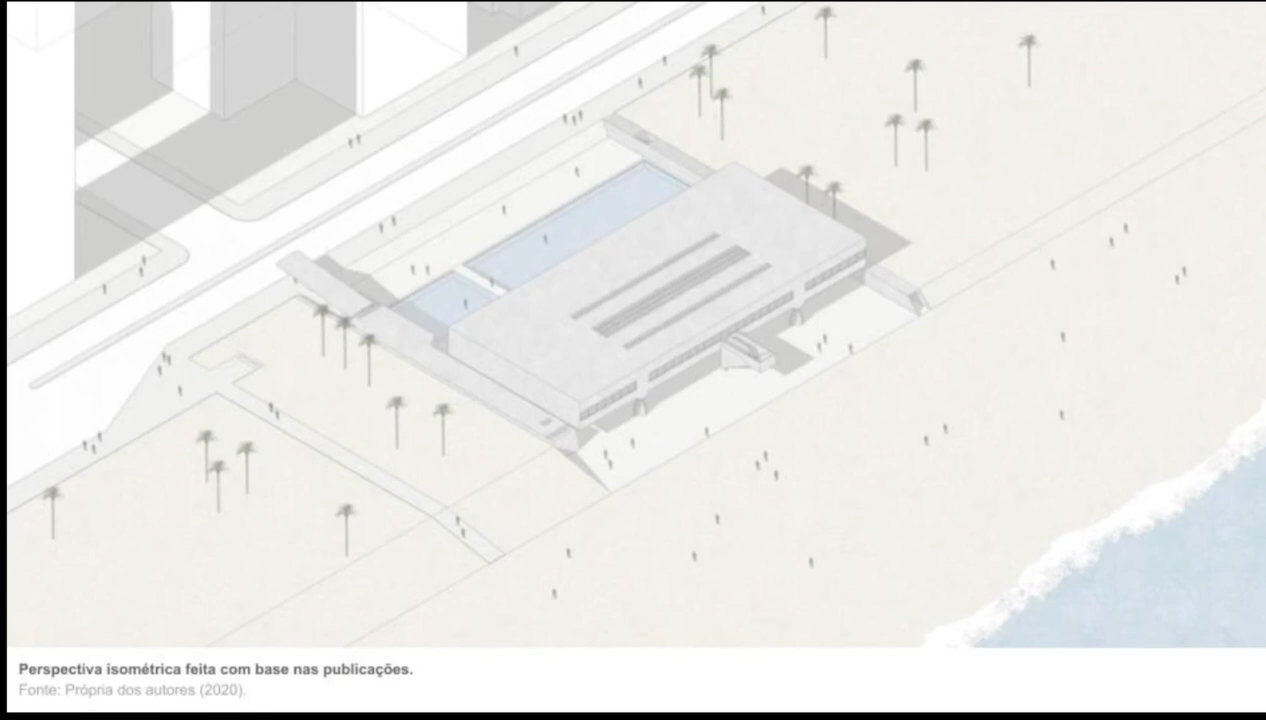 Perspectiva isométrica feita com base nas publicações.
Fonte: Própria dos autores (2020).